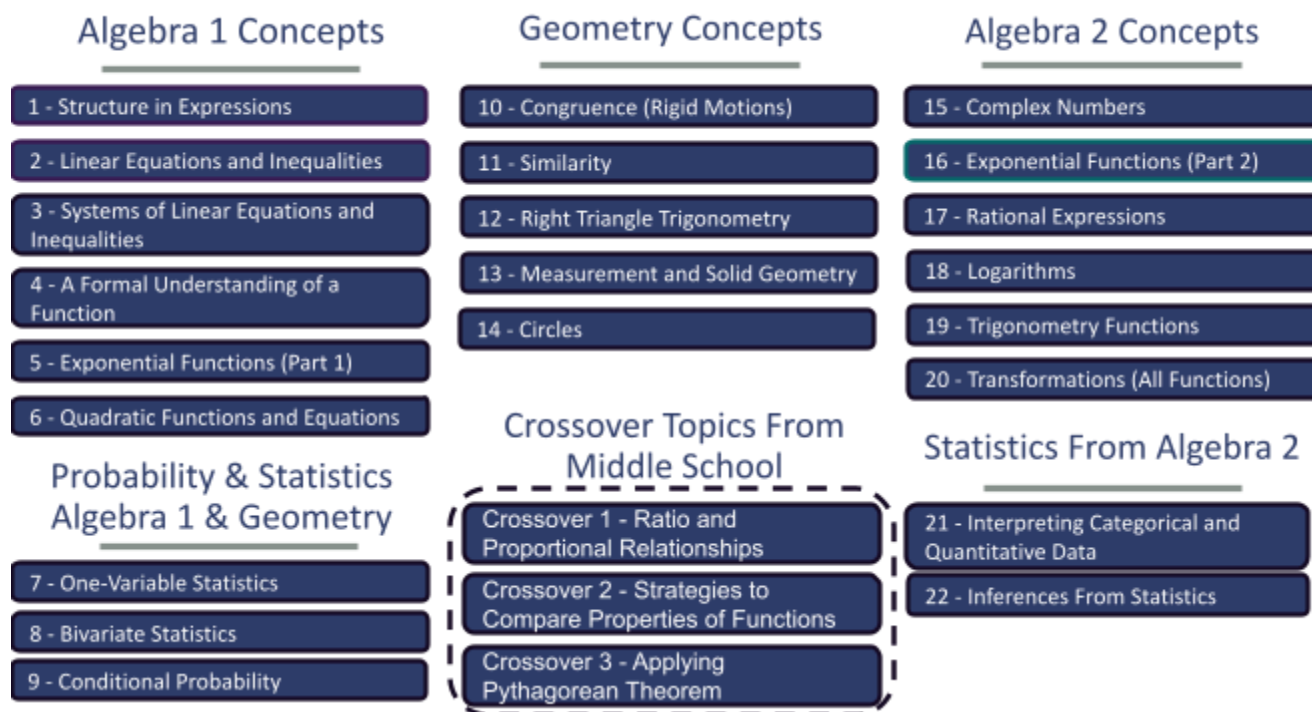 Algebra 1 Concepts
1 - Structure in Expressions
2 - Linear Equations and Inequalities
3 - Systems of Linear Equations and
Inequalities
4 - A Formal Understanding of a
Function
5 - Exponential Functions (Part 1)
6 - Quadratic Functions and Equations
Probability & Statistics
Algebra 1 & Geometry
7 - One-Variable Statistics
8 - Bivariate Statistics
9 - Conditional Probability
Geometry Concepts
10 - Congruence (Rigid Motions)
11 - Similarity
12 - Right Triangle Trigonometry
13 - Measurement and Solid Geometry
14 - Circles
Crossover Topics From
Middle School
Crossover 1 - Ratio and
Proportional Relationships
Crossover 2 - Strategies to
Compare Properties of Functions
Crossover 3 - Applying
Pythagorean Theorem
Algebra 2 Concepts
15 - Complex Numbers
16 - Exponential Functions (Part 2)
17 - Rational Expressions
18 - Logarithms
19 - Trigonometry Functions
20 - Transformations (All Functions)
Statistics From Algebra 2
21 - Interpreting Categorical and
Quantitative Data
22 - Inferences From Statistics